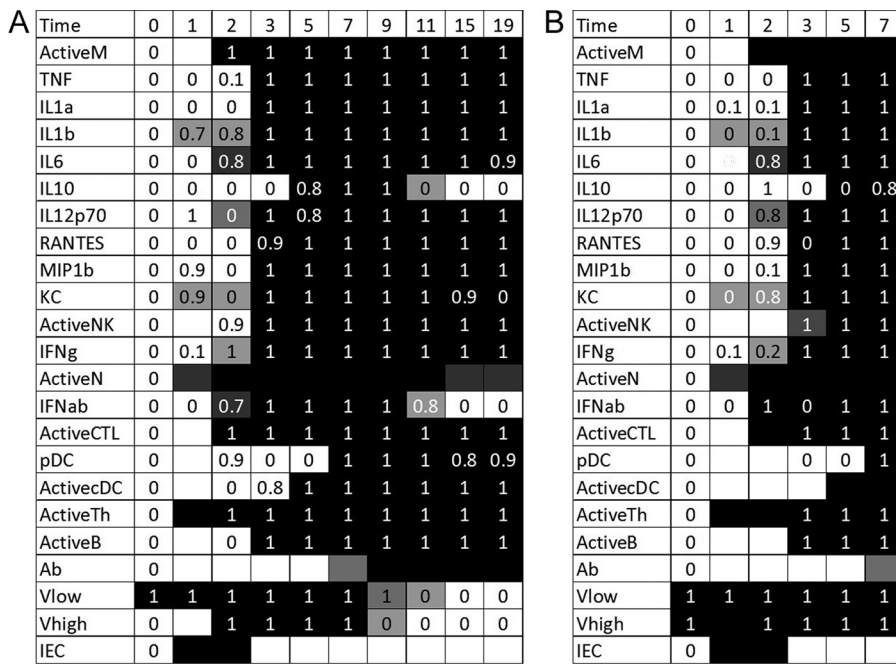 A
Time 0 1 2 3 5 7 9 11 15 19
ActiveM 0 1 1 1 1 1 1 1 1
TNF 0 0 0.1 1 1 1 1 1 1 1
IL1a 0 0 0 1 1 1 1 1 1 1
IL1b 0 0.7 0.8 1 1 1 1 1 1 1
IL6 0 0 0.8 1 1 1 1 1 1 0.9
IL10 0 0 0 0 0.8 1 1 0 0 0
IL12p70 0 1 0 1 0.8 1 1 1 1 1
RANTES 0 0 0 0.9 1 1 1 1 1 1
MIP1b 0 0.9 0 1 1 1 1 1 1 1
KC 0 0.9 0 1 1 1 1 1 0.9 0
ActiveNK 0 0.9 1 1 1 1 1 1 1
IFNg 0 0.1 1 1 1 1 1 1 1 1
ActiveN 0
IFNab 0 0 0.7 1 1 1 1 0.8 0 0
ActiveCTL 0 1 1 1 1 1 1 1 1
pDC 0 0.9 0 0 1 1 1 0.8 0.9
ActivecDC 0 0 0.8 1 1 1 1 1 1
ActiveTh 0 1 1 1 1 1 1 1 1
ActiveB 0 0 1 1 1 1 1 1 1
Ab 0
Vlow 1 1 1 1 1 1 1 0 0 0
Vhigh 0 1 1 1 1 0 0 0 0
IEC 0
B
Time 0 1 2 3 5 7
ActiveM 0
TNF 0 0 0 1 1 1
IL1a 0 0.1 0.1 1 1 1
IL1b 0 0 0.1 1 1 1
IL6 0 0 0.8 1 1 1
IL10 0 0 1 0 0 0.8
IL12p70 0 0 0.8 1 1 1
RANTES 0 0 0.9 0 1 1
MIP1b 0 0 0.1 1 1 1
KC 0 0 0.8 1 1 1
ActiveNK 0 1 1 1
IFNg 0 0.1 0.2 1 1 1
ActiveN 0
IFNab 0 0 1 0 1 1
ActiveCTL 0 1 1 1
pDC 0 0 0 1
ActivecDC 0
ActiveTh 0 1 1 1
ActiveB 0 1 1 1
Ab 0
Vlow 1 1 1 1 1 1
Vhigh 1 1 1 1 1
IEC 0